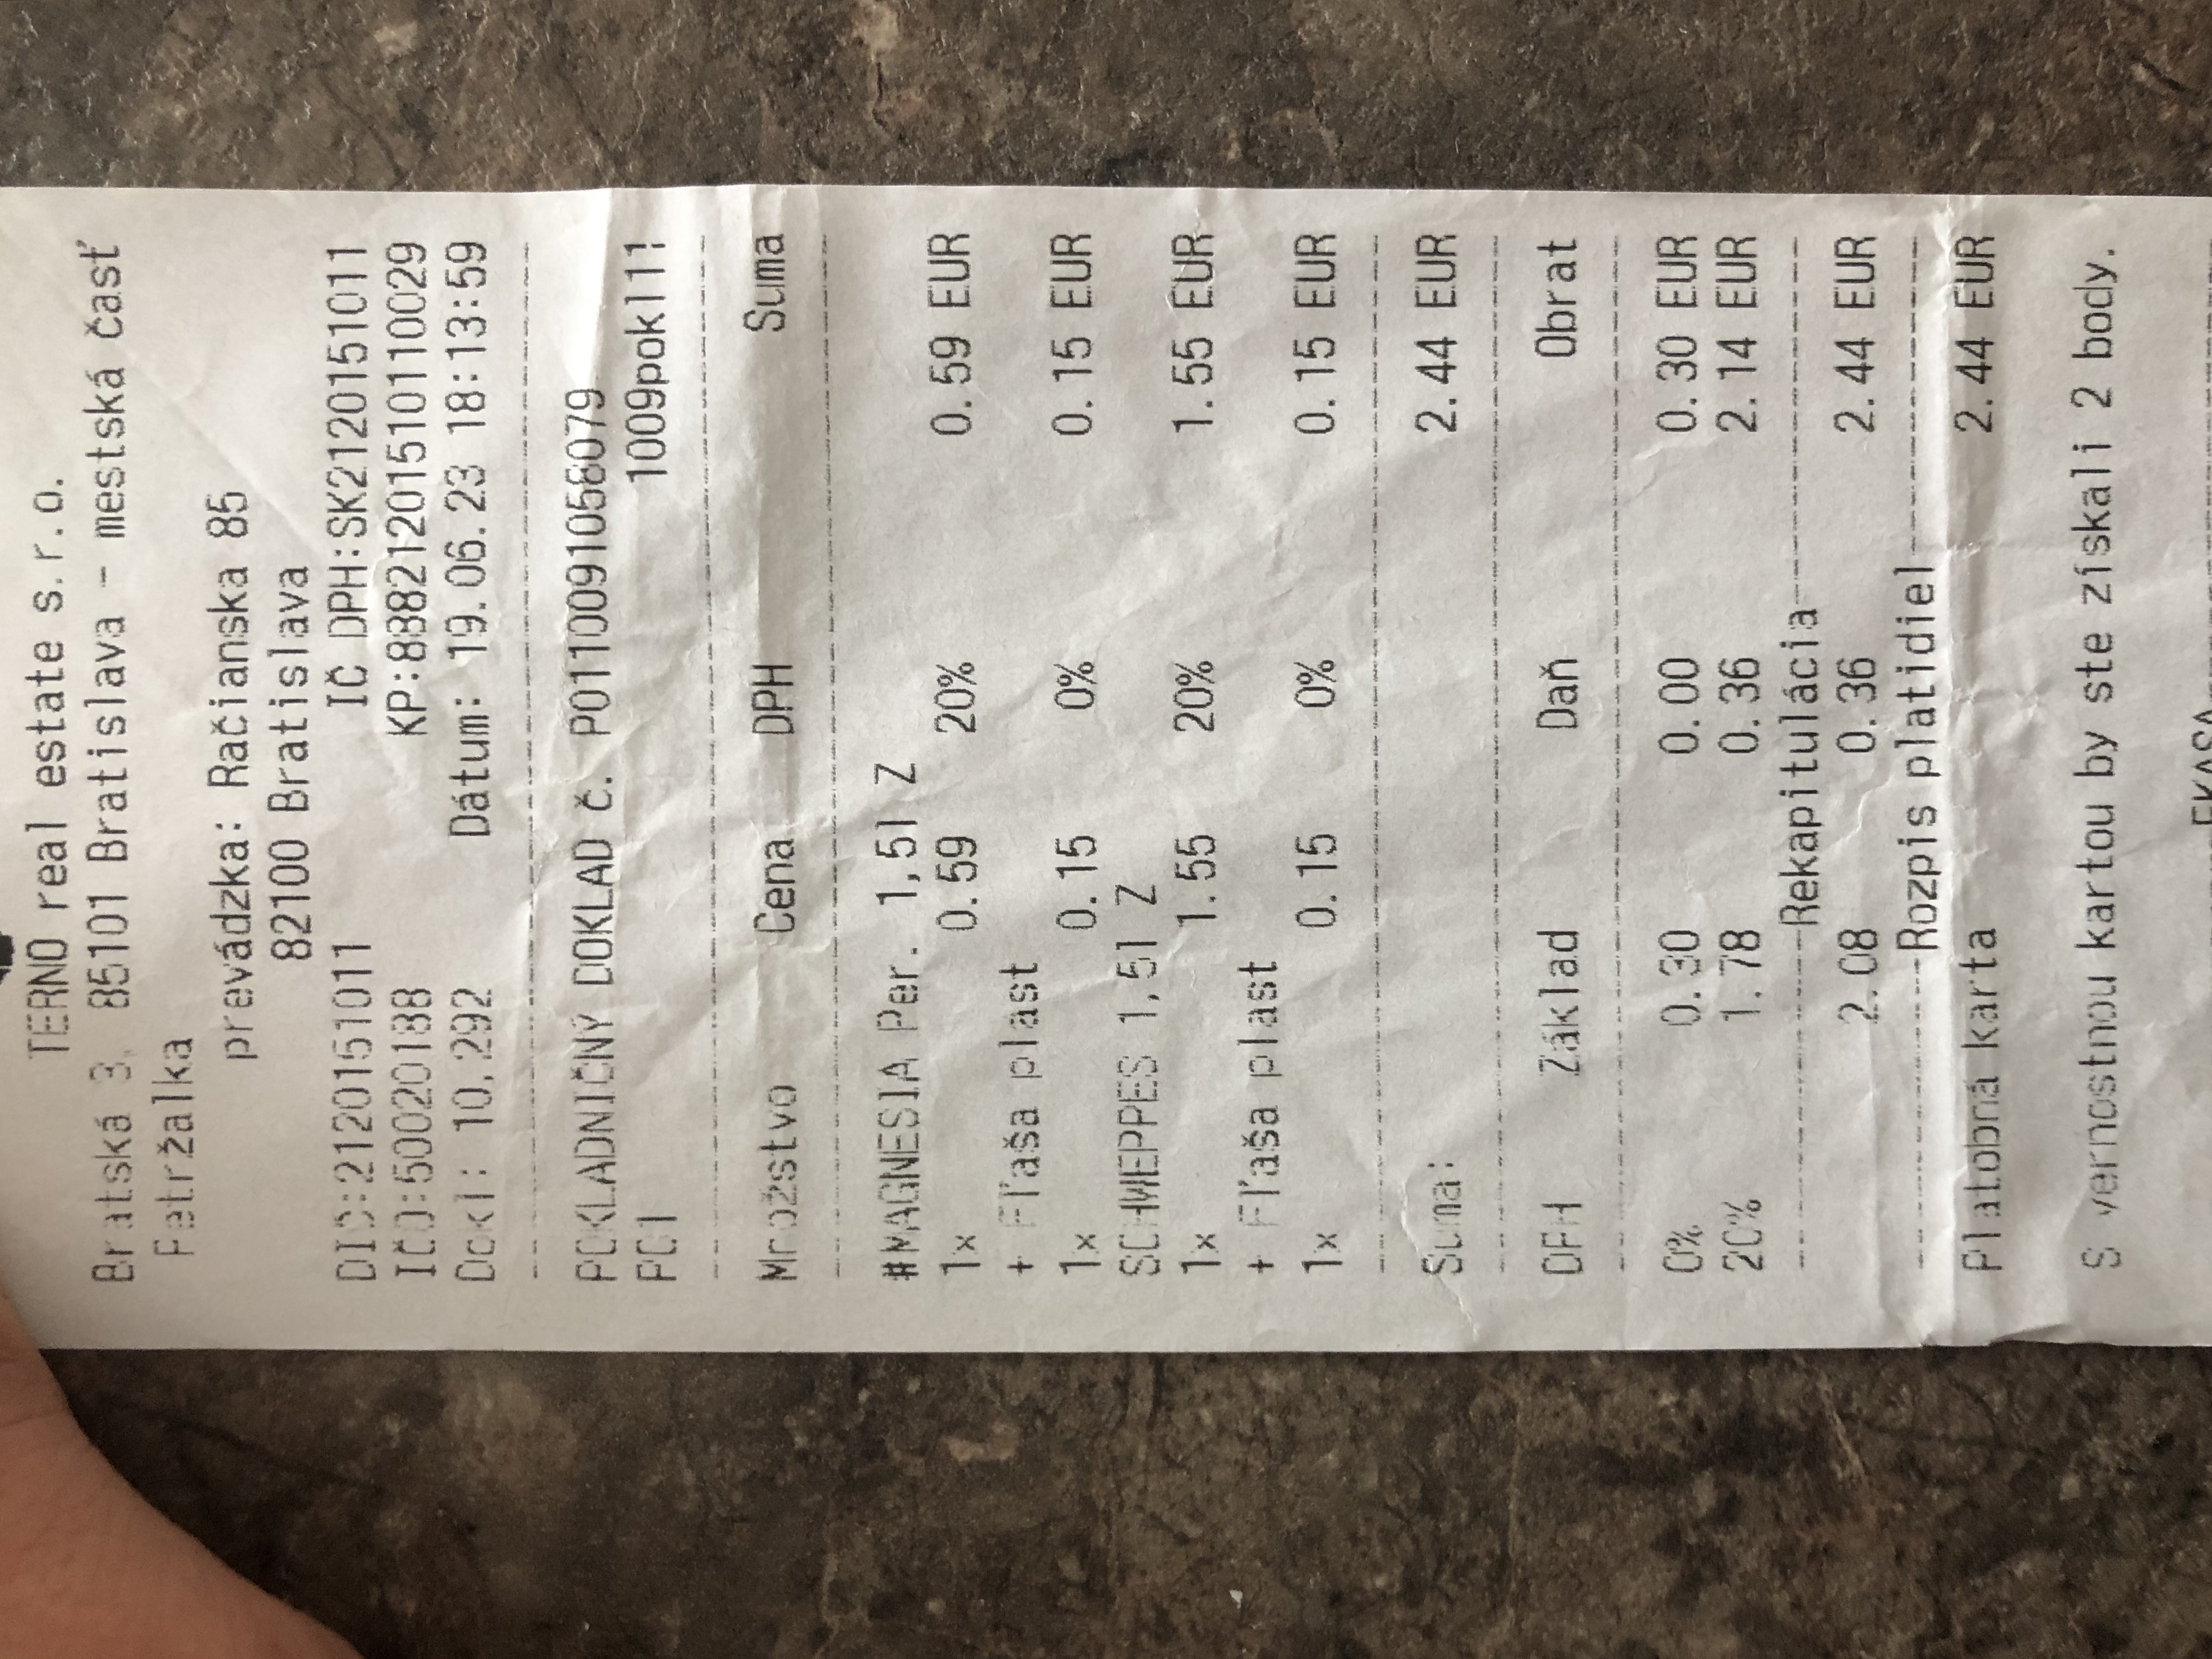 TERNO real estate s.r.o.
Bratská 3, 85101 Bratislava - mestská časť
Petržalka
prevádzka: Račianska 85
82100 Bratislava
DIČ:2120151011 IČ DPH:SK2120151011
IČO:50020188 KP:88821201510110029
Dokl: 10.292 Dátum: 19.06.23 18:13:59
POKLADNIČNÝ DOKLAD č. P0110091058079
PC1 1009pokl11
Množstvo Cena DPH Suma
#MAGNESIA Per. 1,5l Z
1x 0.59 20% 0.59 EUR
+ Fľaša plast
1x 0.15 0% 0.15 EUR
SCHWEPPES 1,5l Z
1x 1.55 20% 1.55 EUR
+ Fľaša plast
1x 0.15 0% 0.15 EUR
Suma: 2.44 EUR
DPH Základ Daň Obrat
0% 0.30 0.00 0.30 EUR
20% 1.78 0.36 2.14 EUR
Rekapitulácia
2.08 0.36 2.44 EUR
Rozpis platidiel
Platobná karta 2.44 EUR
S vernostnou kartou by ste získali 2 body.
EKASA